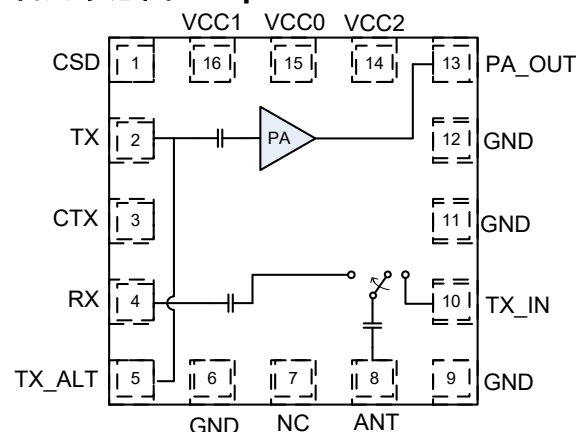 VCC1 VCC0 VCC2
CSD 1 16 15 14 13 PA_OUT
TX 2 PA 12 GND
CTX 3 11 GND
RX 4 10 TX_IN
TX_ALT 5 6 7 8 9 GND
GND NC ANT